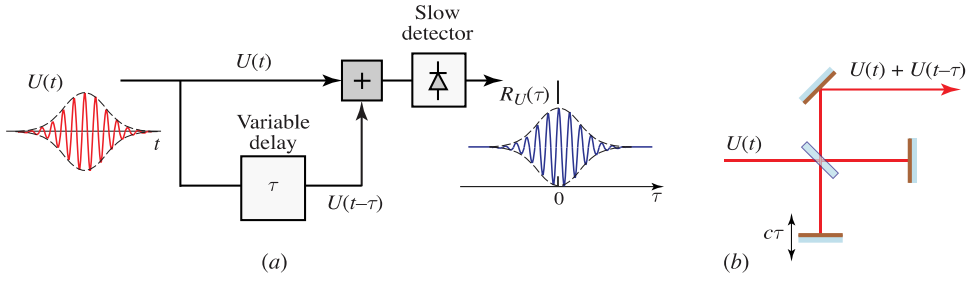 Slow
detector
U(t)
U(t)
+
R_U(τ)
t
Variable
delay
τ
U(t–τ)
0
τ
(a)
U(t) + U(t–τ)
U(t)
cτ
(b)